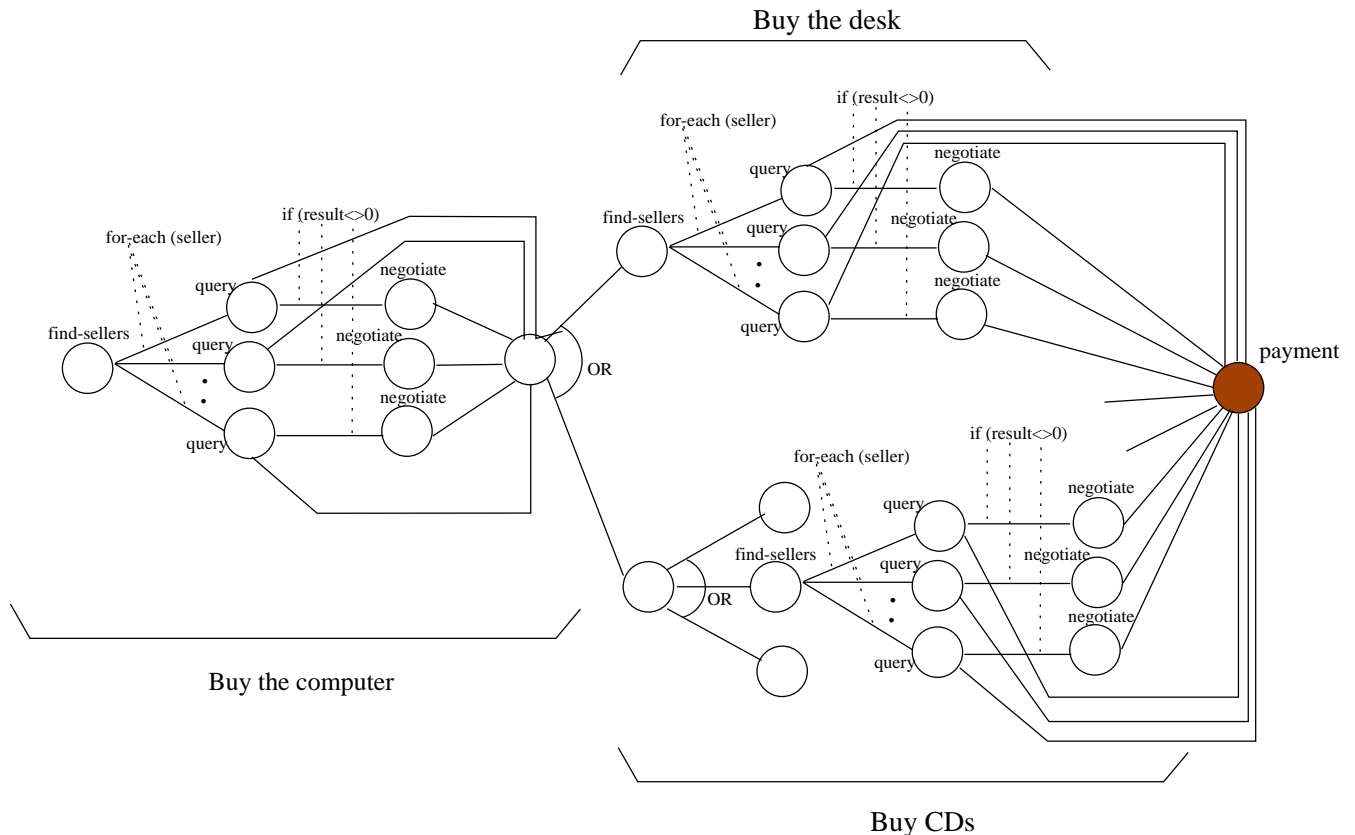 Buy the desk
if (result<>0)
for-each (seller)
query
negotiate
find-sellers
query
negotiate
query
negotiate
if (result<>0)
for-each (seller)
query
negotiate
find-sellers
query
negotiate
query
negotiate
OR
payment
Buy the computer
if (result<>0)
for-each (seller)
query
negotiate
find-sellers
query
negotiate
OR
query
negotiate
Buy CDs